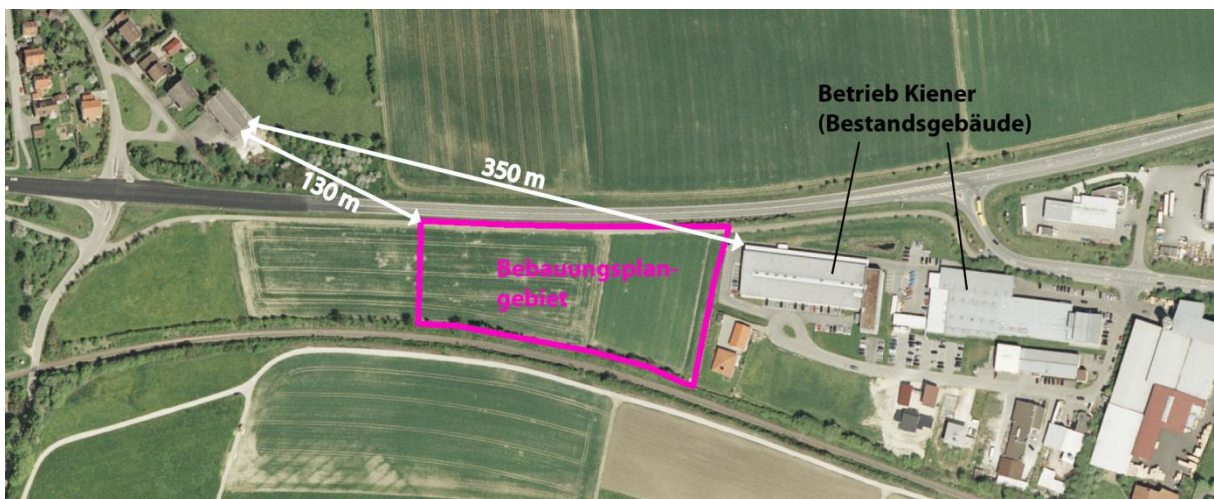 Betrieb Kiener
(Bestandsgebäude)
350 m
130 m
Bebauungsplan-
gebiet